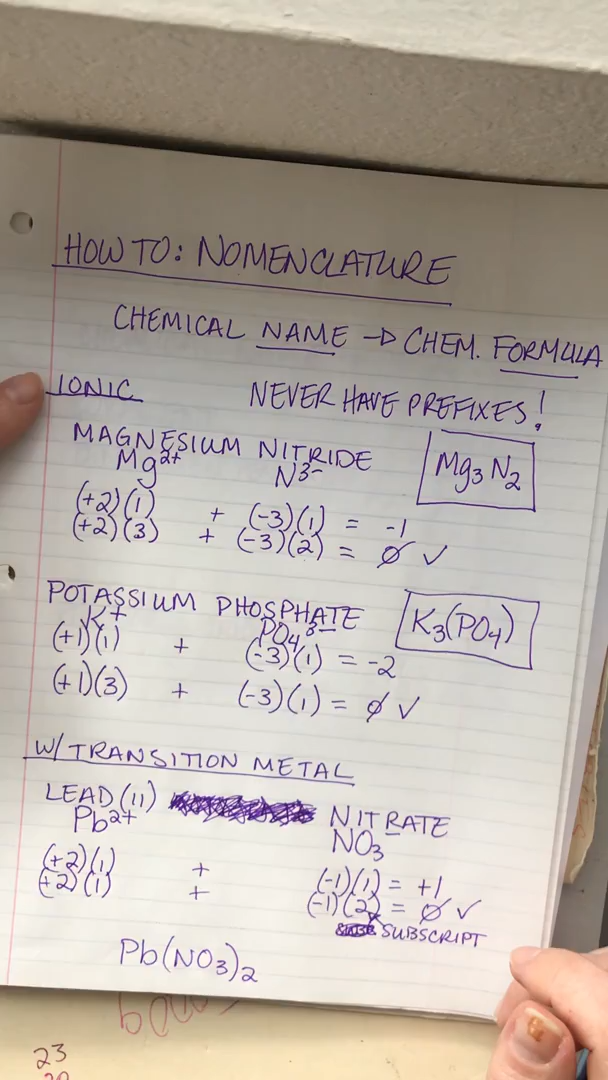 HOW TO: NOMENCLATURE
CHEMICAL NAME → CHEM. FORMULA
IONIC NEVER HAVE PREFIXES!
MAGNESIUM NITRIDE Mg₃N₂
Mg²⁺ N³⁻
(+2)(1) + (-3)(1) = -1
(+2)(3) + (-3)(2) = Ø ✓
POTASSIUM PHOSPHATE K₃(PO₄)
K⁺ PO₄³⁻
(+1)(1) + (-3)(1) = -2
(+1)(3) + (-3)(1) = Ø ✓
W/ TRANSITION METAL
LEAD (11) NITRATE
Pb²⁺ NO₃
(+2)(1) + (-1)(1) = +1
(+2)(1) + (-1)(2) = Ø ✓
SUBSCRIPT
Pb(NO₃)₂
23